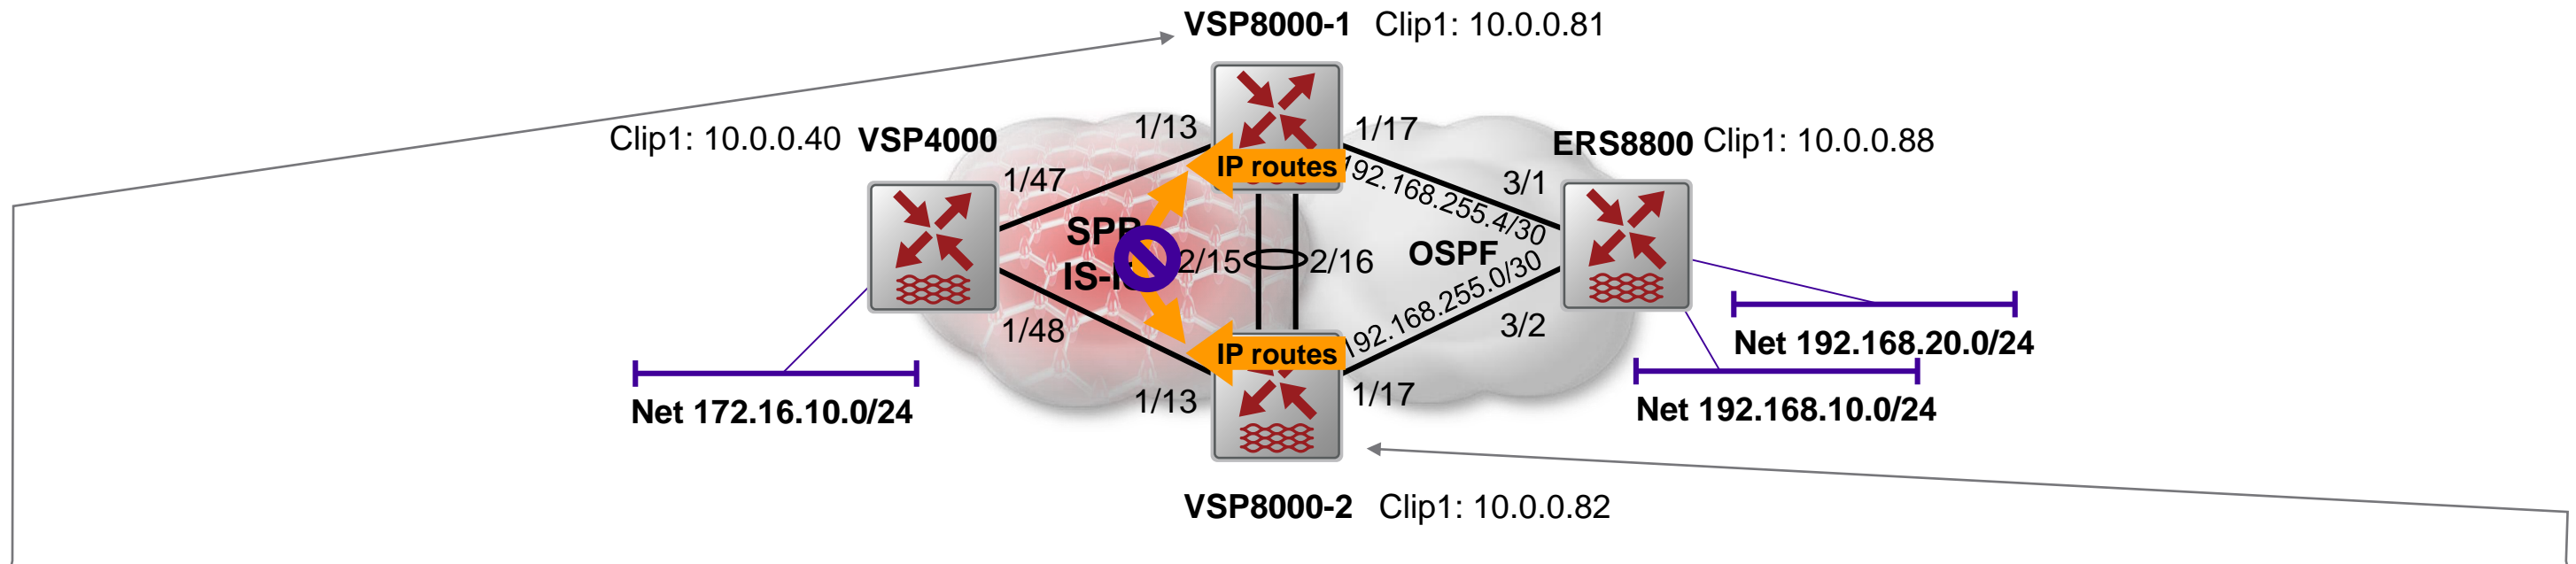 VSP8000-1 Clip1: 10.0.0.81
Clip1: 10.0.0.40 VSP4000
1/13
1/17
ERS8800 Clip1: 10.0.0.88
1/47
IP routes
192.168.255.4/30
3/1
SPB
IS-IS
2/15
2/16
OSPF
192.168.255.0/30
1/48
IP routes
3/2
Net 192.168.20.0/24
Net 172.16.10.0/24
1/13
1/17
Net 192.168.10.0/24
VSP8000-2 Clip1: 10.0.0.82